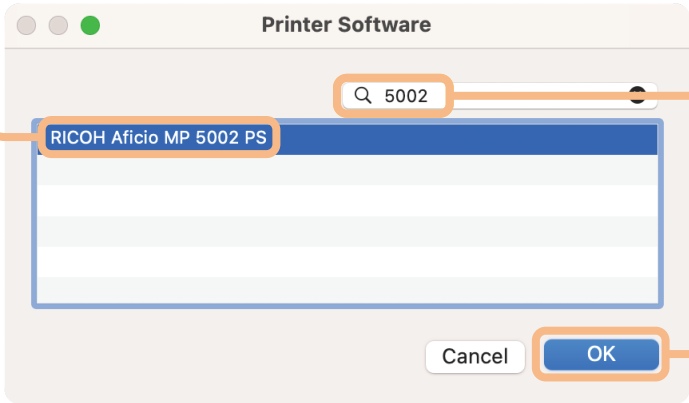 Printer Software
5002
RICOH Aficio MP 5002 PS
Cancel
OK